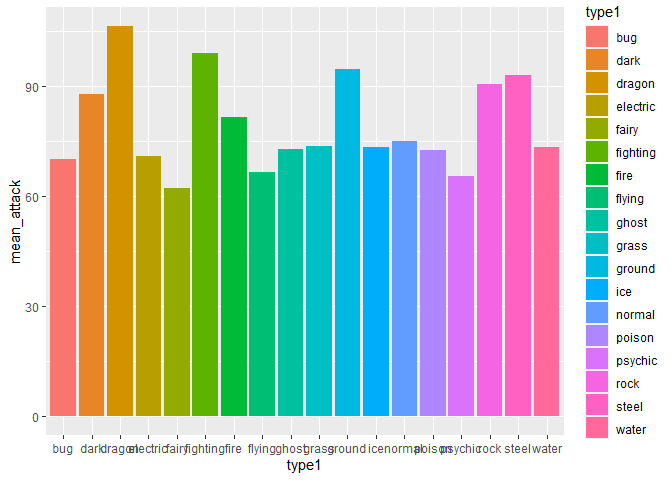 type1
bug
dark
dragon
electric
fairy
fighting
fire
flying
ghost
grass
ground
ice
normal
poison
psychic
rock
steel
water
mean_attack
90
60
30
0
bug dark dragon electric fairy fighting fire flying ghost grass ground ice normal poison psychic rock steel water
type1